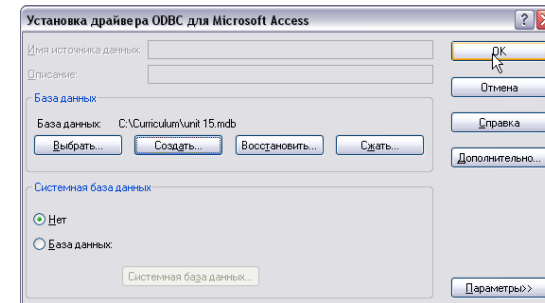 Установка драйвера ODBC для Microsoft Access
Имя источника данных:
Описание:
База данных
База данных: C:\Curiculum\unit 15.mdb
Выбрать... Создать... Восстановить... Сжать...
Системная база данных
Нет
База данных:
Системная база данных...
OK
Отмена
Справка
Дополнительно...
Параметры>>